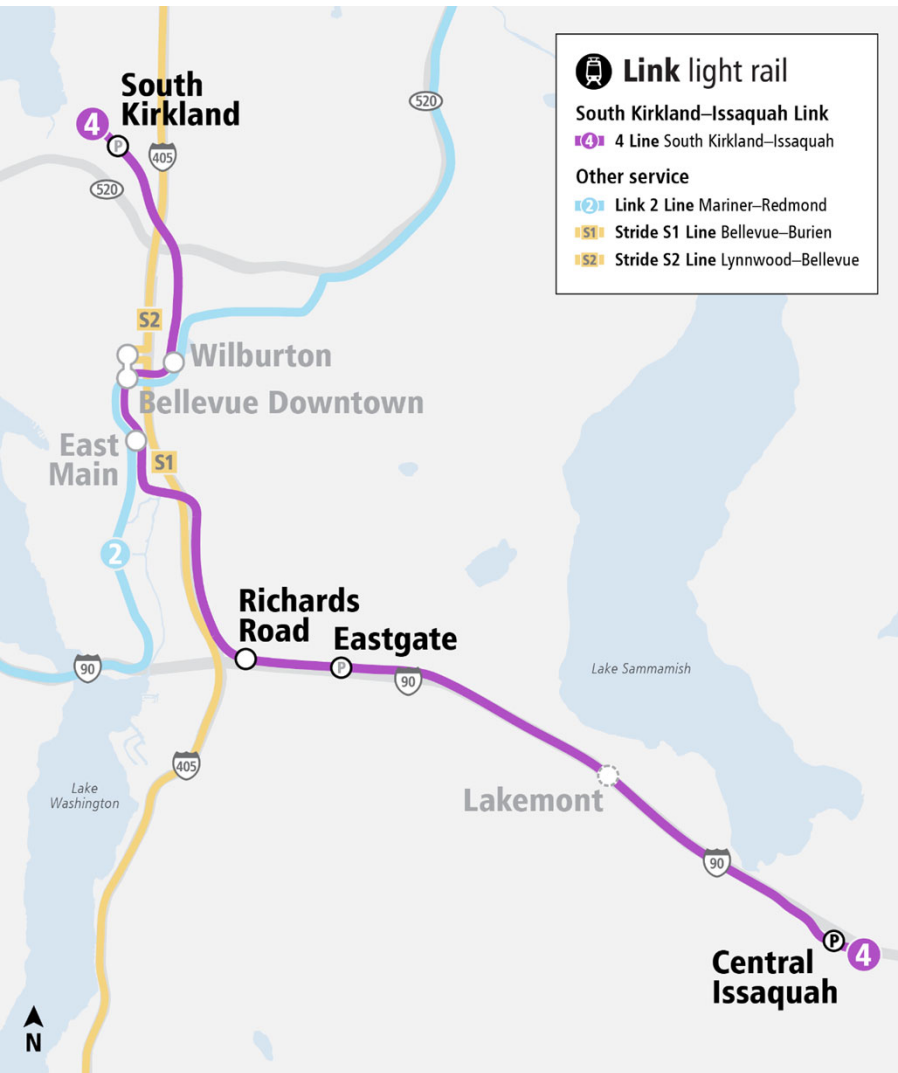 South
Kirkland
4
P
405
520
520
Link light rail
South Kirkland–Issaquah Link
4 4 Line South Kirkland–Issaquah
Other service
2 Link 2 Line Mariner–Redmond
S1 Stride S1 Line Bellevue–Burien
S2 Stride S2 Line Lynnwood–Bellevue
S2
Wilburton
Bellevue Downtown
East
Main
S1
2
Richards
Road
Eastgate
P
90
90
Lake Sammamish
405
Lake
Washington
Lakemont
90
P
4
Central
Issaquah
N